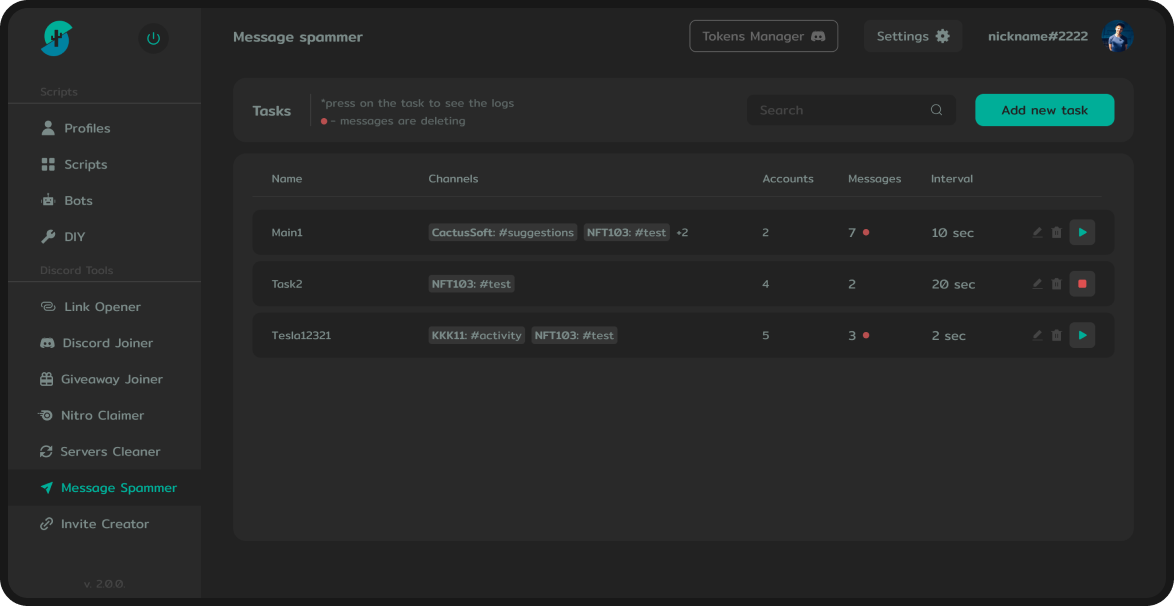 Message spammer
Tokens Manager
Settings
nickname#2222
Scripts
Profiles
Scripts
Bots
DIY
Discord Tools
Link Opener
Discord Joiner
Giveaway Joiner
Nitro Claimer
Servers Cleaner
Message Spammer
Invite Creator
v. 2.0.0.
Tasks
*press on the task to see the logs
- messages are deleting
Search
Add new task
Name Channels Accounts Messages Interval
Main1 CactusSoft: #suggestions NFT103: #test +2 2 7 10 sec
Task2 NFT103: #test 4 2 20 sec
Tesla12321 KKK11: #activity NFT103: #test 5 3 2 sec